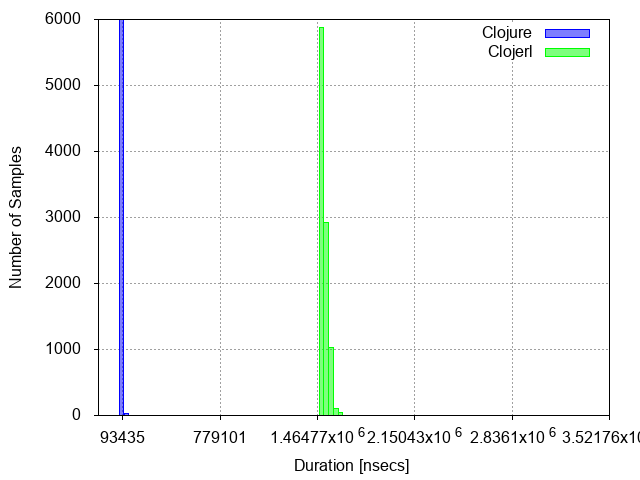 6000
5000
4000
3000
2000
1000
0
Number of Samples
Clojure
Clojerl
93435 779101 1.46477x10 6 2.15043x10 6 2.8361x10 6 3.52176x10
Duration [nsecs]